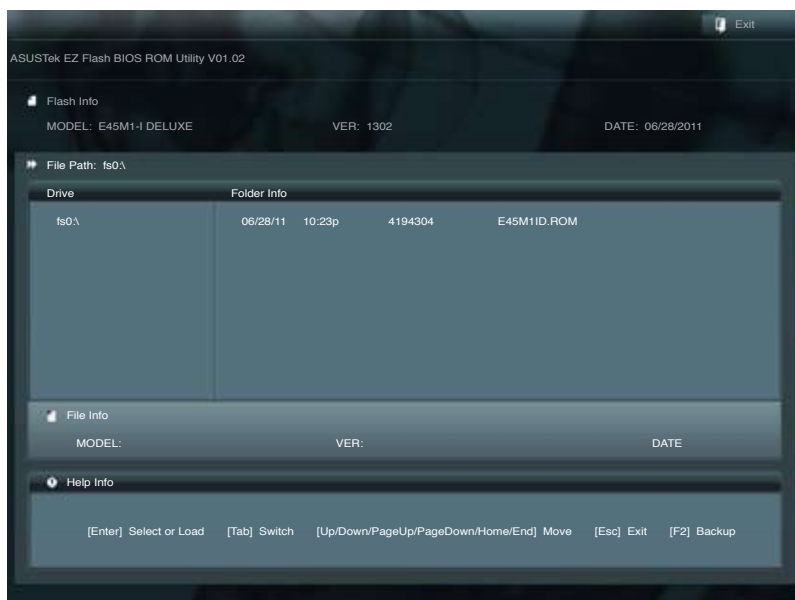 Exit
ASUSTek EZ Flash BIOS ROM Utility V01.02
Flash Info
MODEL: E45M1-I DELUXE VER: 1302 DATE: 06/28/2011
File Path: fs0:\
Drive Folder Info
fs0:\ 06/28/11 10:23p 4194304 E45M1ID.ROM
File Info
MODEL: VER: DATE
Help Info
[Enter] Select or Load [Tab] Switch [Up/Down/PageUp/PageDown/Home/End] Move [Esc] Exit [F2] Backup